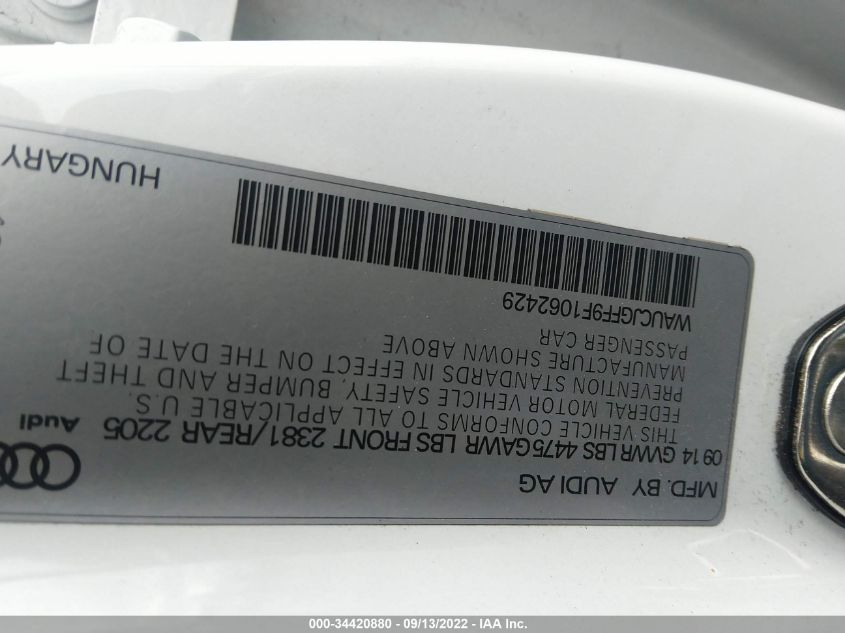 MFD. BY AUDI AG
09 14 GVWR LBS 4475GAWR LBS FRONT 2381/REAR 2205
THIS VEHICLE CONFORMS TO ALL APPLICABLE U.S.
FEDERAL MOTOR VEHICLE SAFETY, BUMPER AND THEFT
PREVENTION STANDARDS IN EFFECT ON THE DATE OF
MANUFACTURE SHOWN ABOVE
PASSENGER CAR
WAUCJGFF9F1062429
Audi
HUNGARY
000-34420880 - 09/13/2022 - IAA Inc.